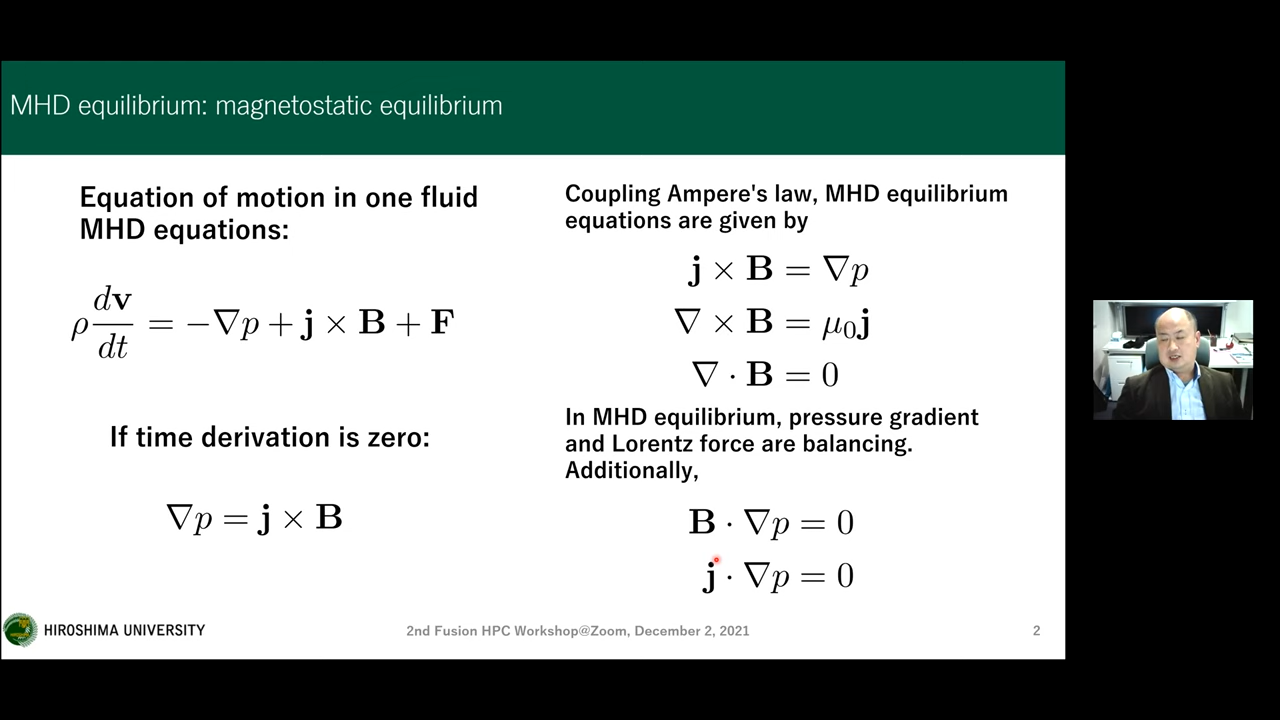 MHD equilibrium: magnetostatic equilibrium
Equation of motion in one fluid
MHD equations:
ρ dv/dt = −∇p + j × B + F
If time derivation is zero:
∇p = j × B
Coupling Ampere's law, MHD equilibrium
equations are given by
j × B = ∇p
∇ × B = μ₀j
∇ · B = 0
In MHD equilibrium, pressure gradient
and Lorentz force are balancing.
Additionally,
B · ∇p = 0
j · ∇p = 0
HIROSHIMA UNIVERSITY
2nd Fusion HPC Workshop@Zoom, December 2, 2021
2